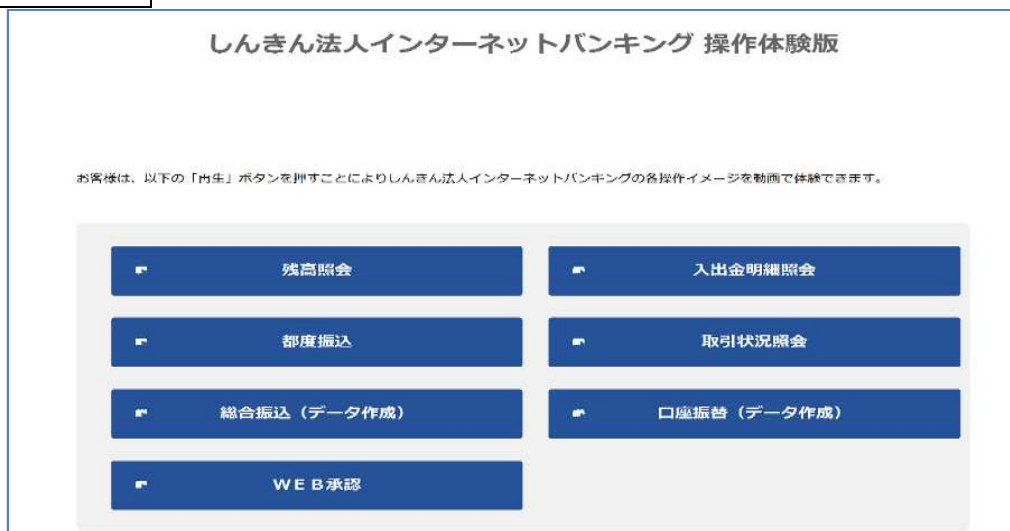 しんきん法人インターネットバンキング 操作体験版
お客様は、以下の「再生」ボタンを押すことによりしんきん法人インターネットバンキングの各操作イメージを動画で体験できます。
残高照会
入出金明細照会
都度振込
取引状況照会
総合振込（データ作成）
口座振替（データ作成）
ＷＥＢ承認